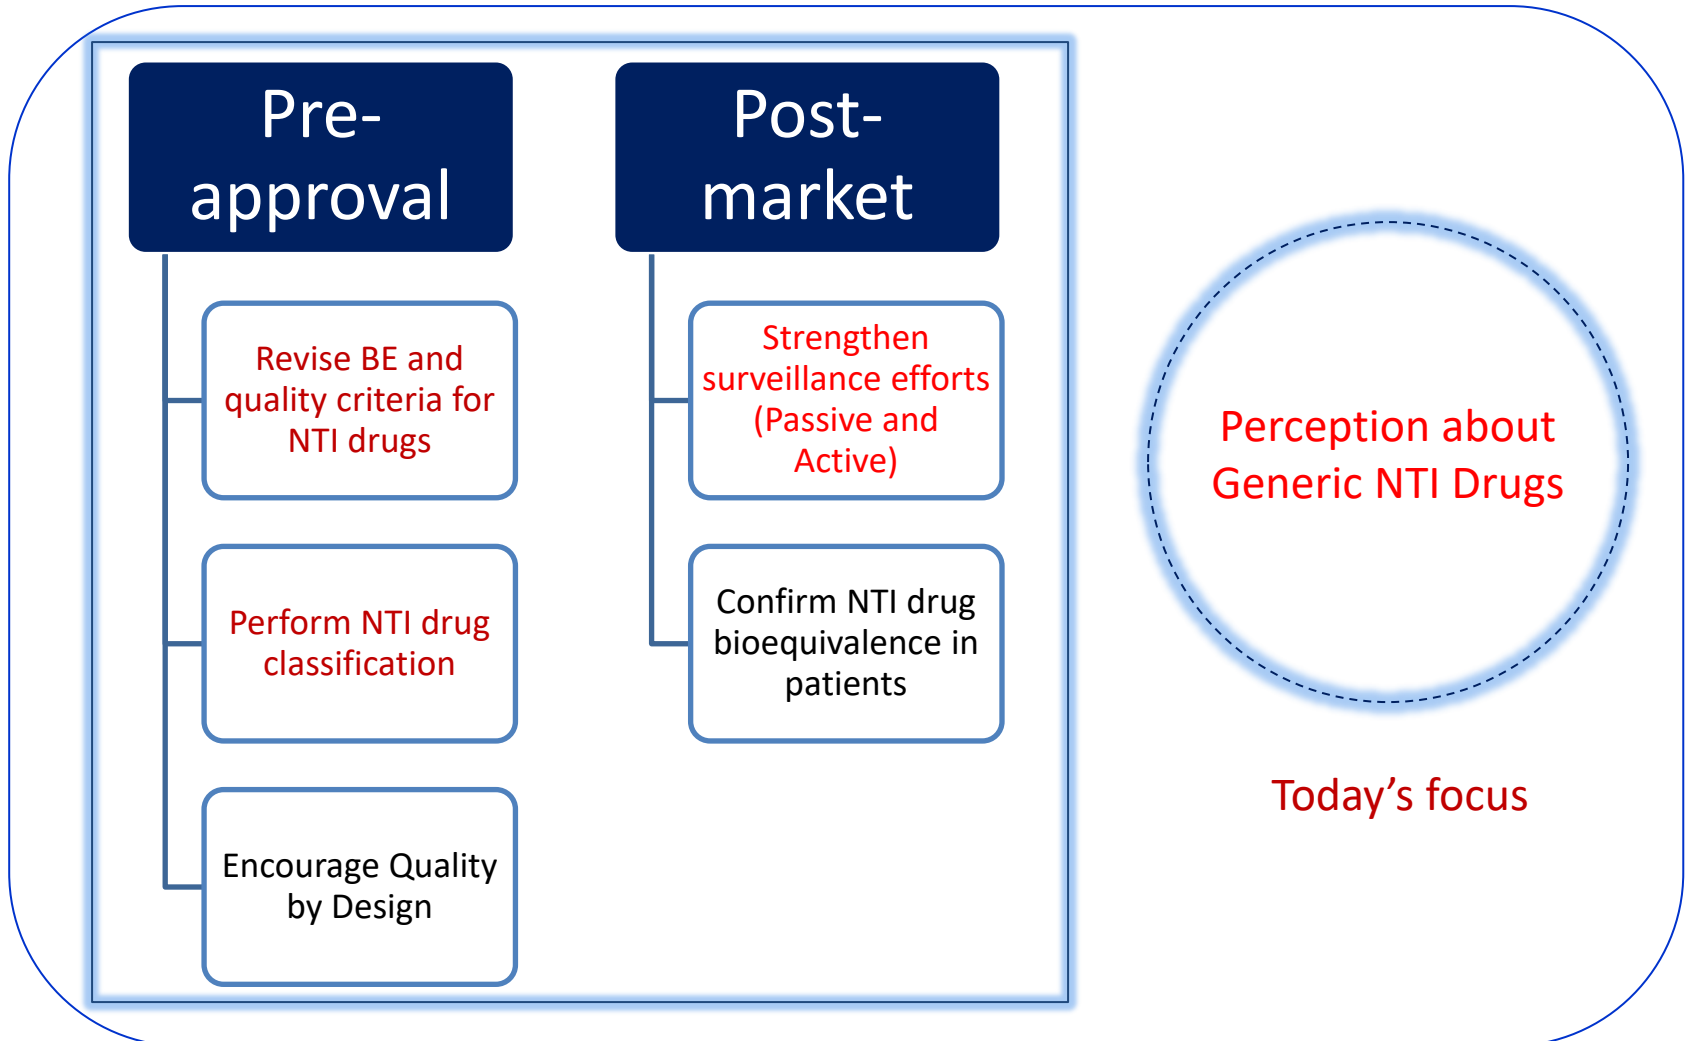 Pre-
approval
Revise BE and
quality criteria for
NTI drugs
Perform NTI drug
classification
Encourage Quality
by Design
Post-
market
Strengthen
surveillance efforts
(Passive and
Active)
Confirm NTI drug
bioequivalence in
patients
Perception about
Generic NTI Drugs
Today’s focus